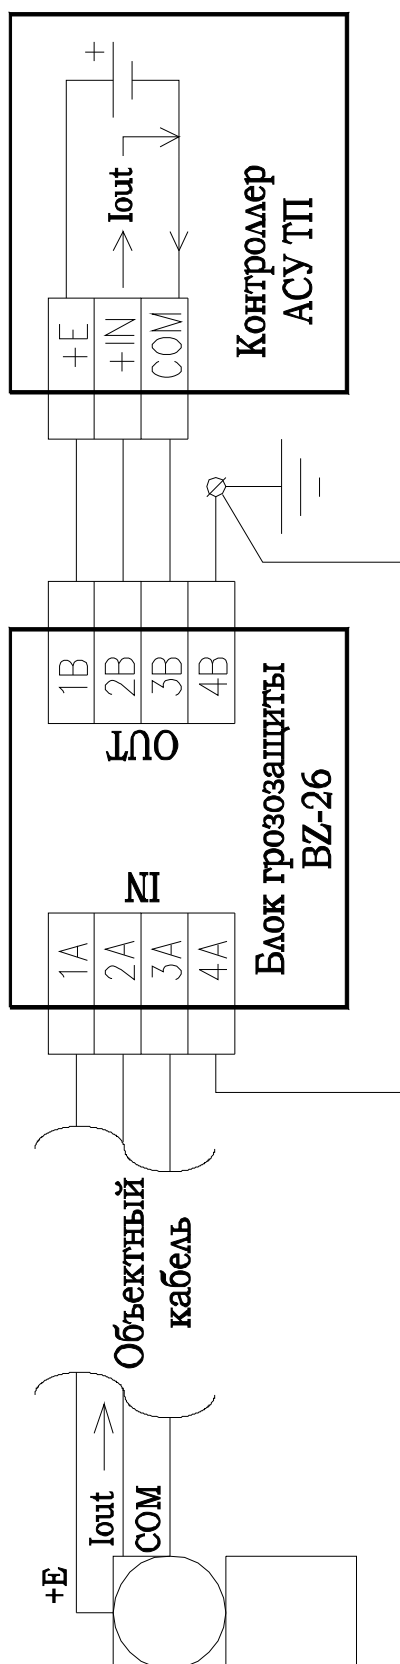 +
Iout
Контроллер
АСУ ТП
+E
+IN
COM
1B
2B
3B
4B
OUT
Блок грозозащиты
BZ-26
IN
1A
2A
3A
4A
Объектный
кабель
Iout
COM
+E